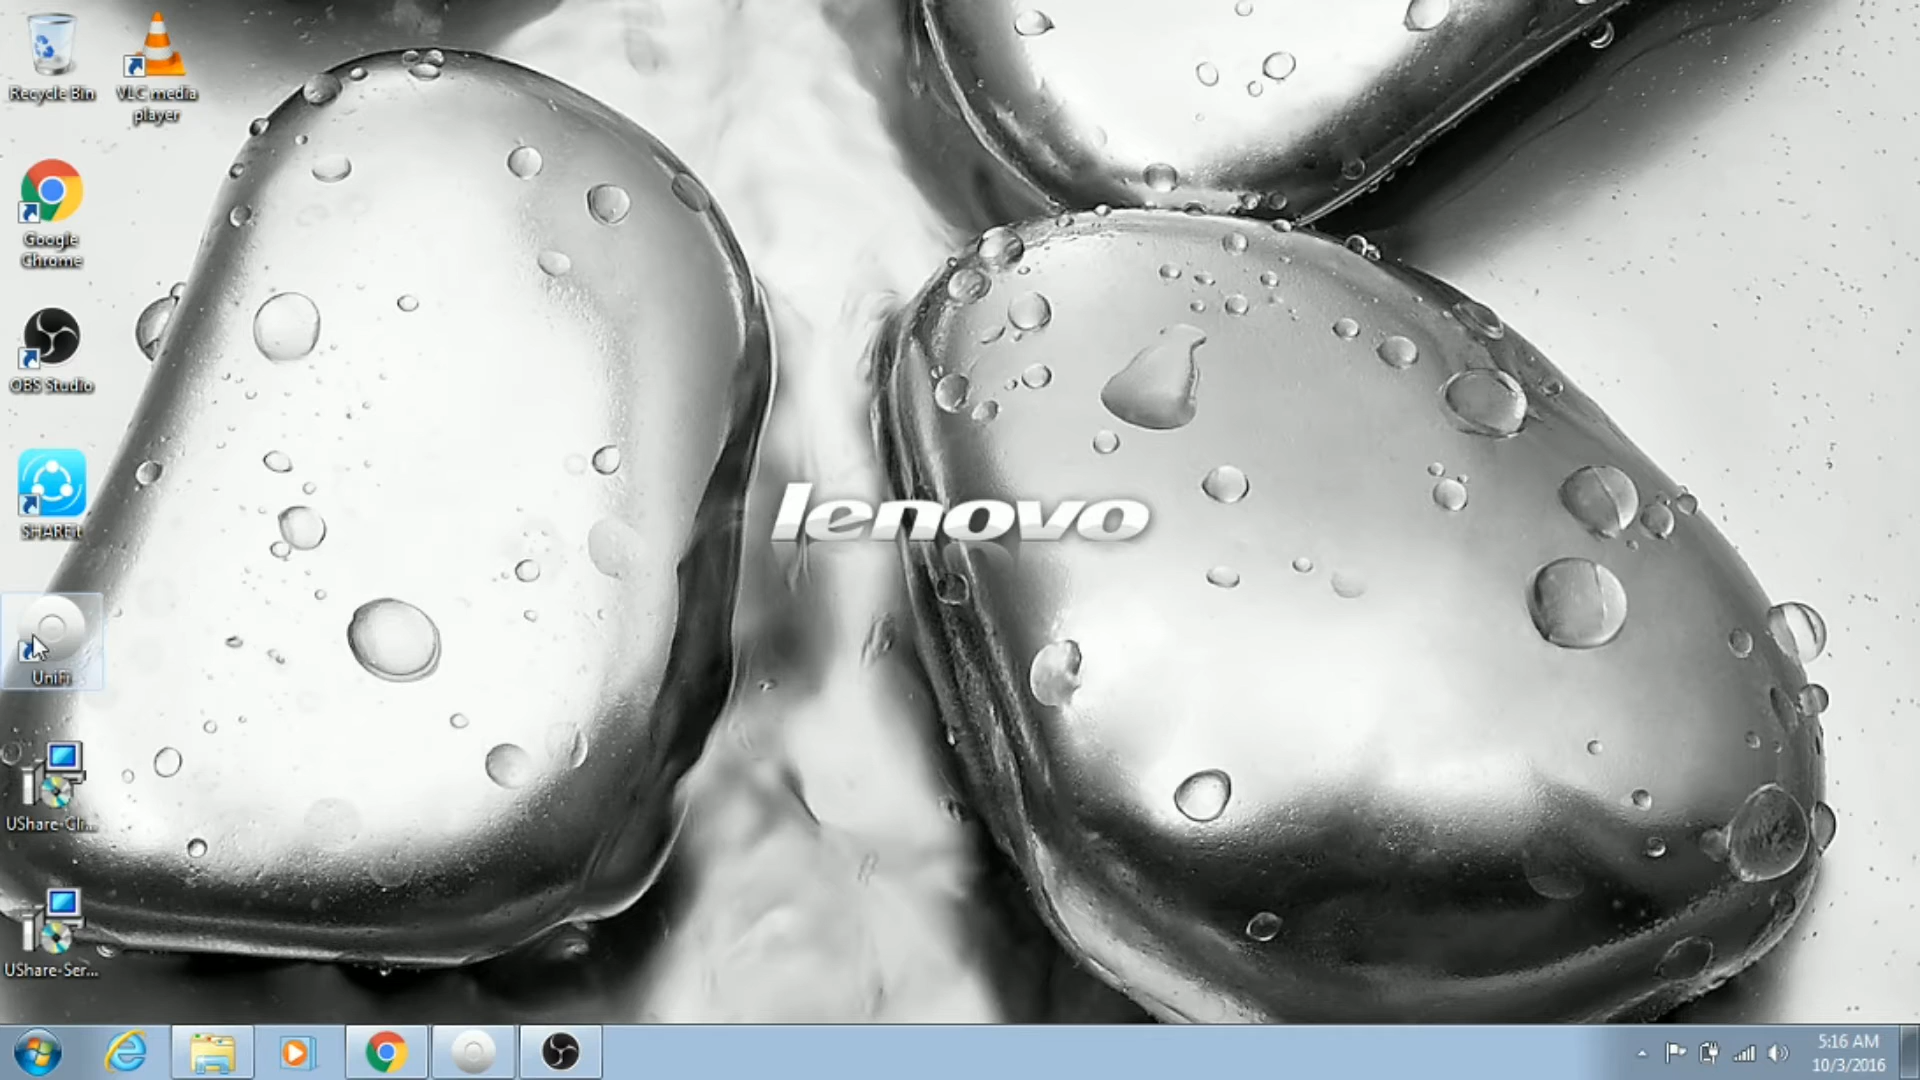 Recycle Bin
VLC media
player
Google
Chrome
OBS Studio
SHAREit
UniFi
UShare-Cli...
UShare-Ser...
lenovo
5:16 AM
10/3/2016